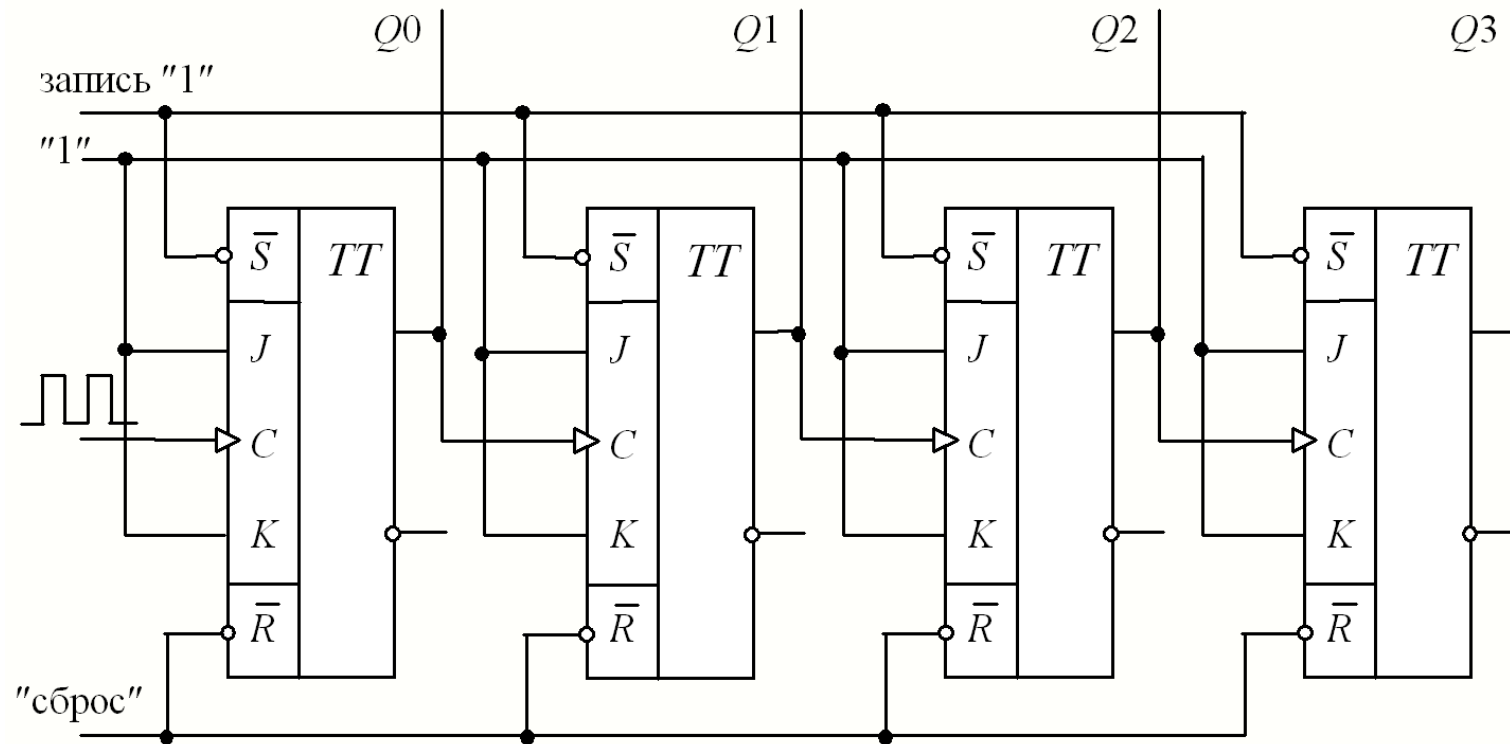 Q0 Q1 Q2 Q3
запись "1"
"1"
S̅ TT S̅ TT S̅ TT S̅ TT
J J J J
C C C C
K K K K
R̅ R̅ R̅ R̅
"сброс"